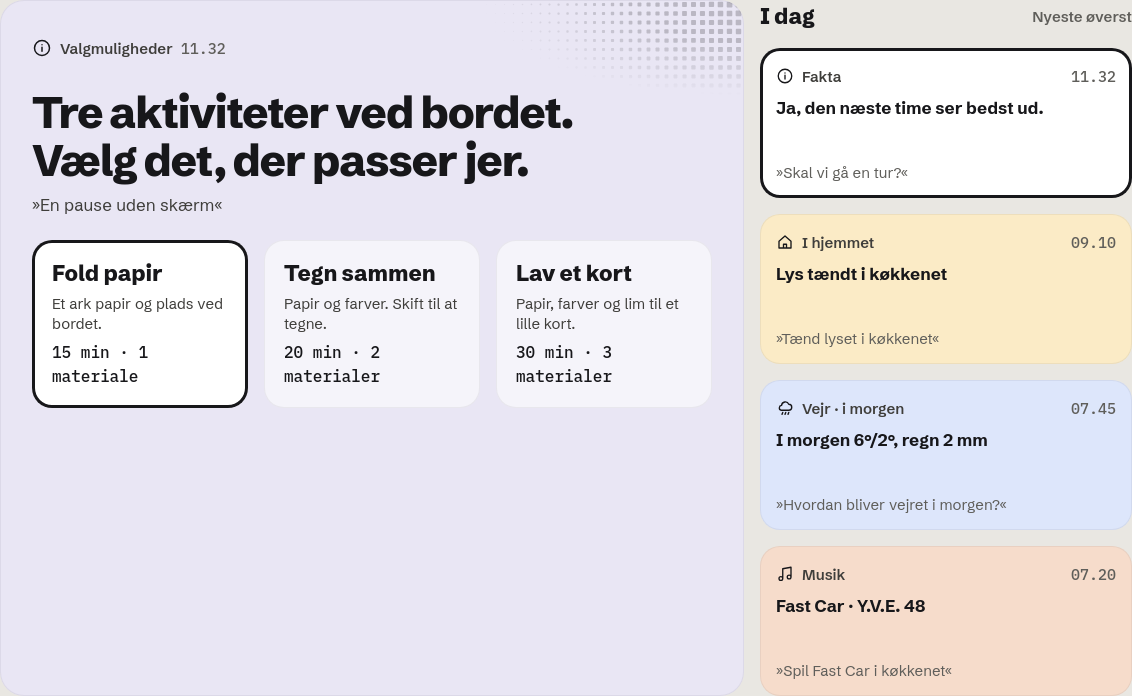 Valgmuligheder 11.32
Tre aktiviteter ved bordet.
Vælg det, der passer jer.
»En pause uden skærm«
Fold papir
Et ark papir og plads ved
bordet.
15 min · 1
materiale
Tegn sammen
Papir og farver. Skift til at
tegne.
20 min · 2
materialer
Lav et kort
Papir, farver og lim til et
lille kort.
30 min · 3
materialer
I dag
Nyeste øverst
Fakta 11.32
Ja, den næste time ser bedst ud.
»Skal vi gå en tur?«
I hjemmet 09.10
Lys tændt i køkkenet
»Tænd lyset i køkkenet«
Vejr · i morgen 07.45
I morgen 6°/2°, regn 2 mm
»Hvordan bliver vejret i morgen?«
Musik 07.20
Fast Car · Y.V.E. 48
»Spil Fast Car i køkkenet«